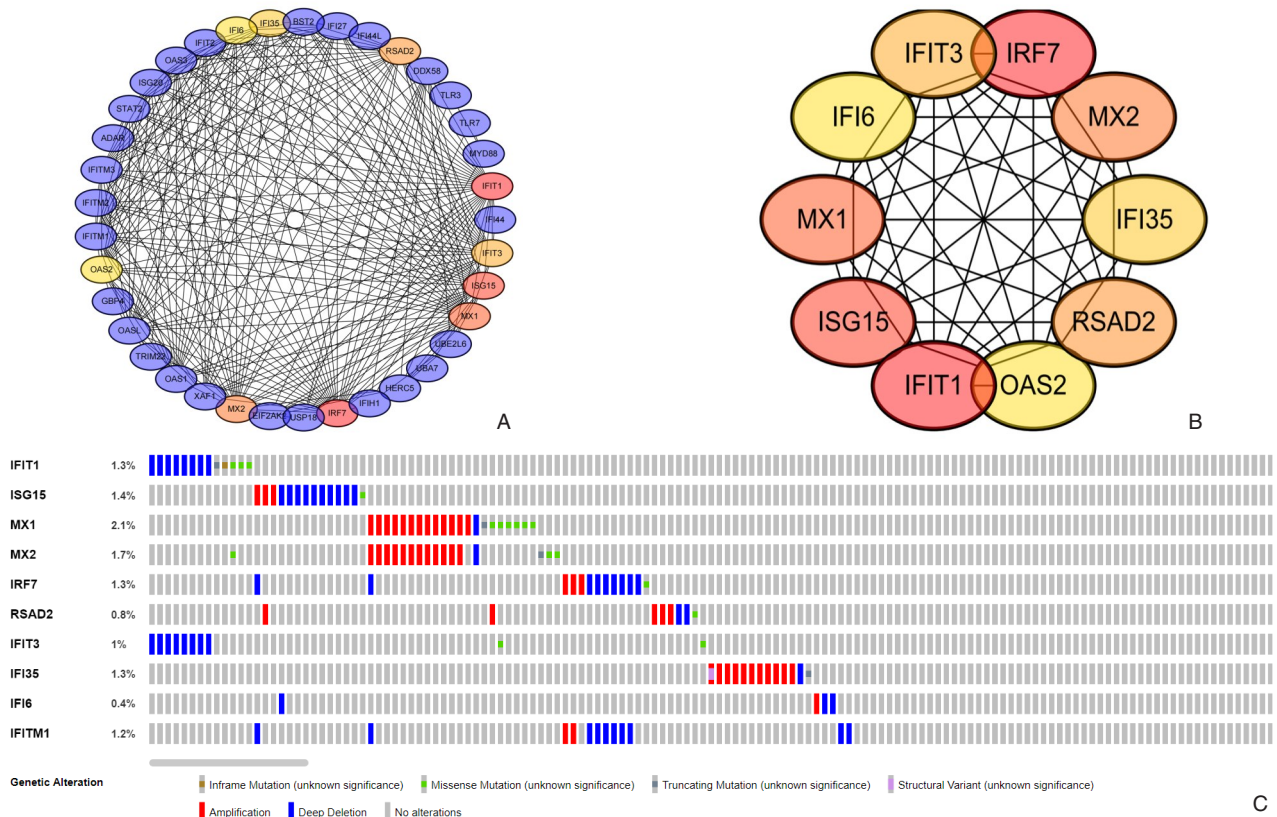 IFI6
IFI35
BST2
IFI27
IFI44L
RSAD2
DDX58
TLR3
TLR7
MYD88
IFIT1
IFI44
IFIT3
ISG15
MX1
UBE2L6
UBA7
HERC5
IFIH1
IRF7
USP18
MX2
XAF1
OAS1
TRIM22
OASL
OAS2
IFITM1
IFITM2
IFITM3
ADAR
STAT2
ISG20
OAS3
IFIT2
A
IFIT3
IRF7
IFI6
MX2
MX1
IFI35
ISG15
RSAD2
IFIT1
OAS2
B
IFIT1 1.3%
ISG15 1.4%
MX1 2.1%
MX2 1.7%
IRF7 1.3%
RSAD2 0.8%
IFIT3 1%
IFI35 1.3%
IFI6 0.4%
IFITM1 1.2%
Genetic Alteration Inframe Mutation (unknown significance) Missense Mutation (unknown significance) Truncating Mutation (unknown significance) Structural Variant (unknown significance)
Amplification Deep Deletion No alterations
C